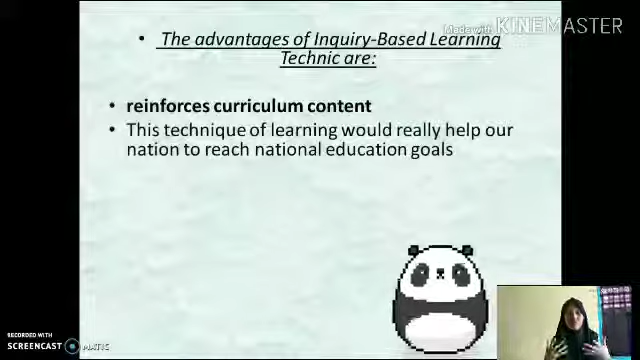 Made with KINEMASTER
• The advantages of Inquiry-Based Learning
Technic are:
• reinforces curriculum content
• This technique of learning would really help our
nation to reach national education goals
RECORDED WITH
SCREENCAST MATIC